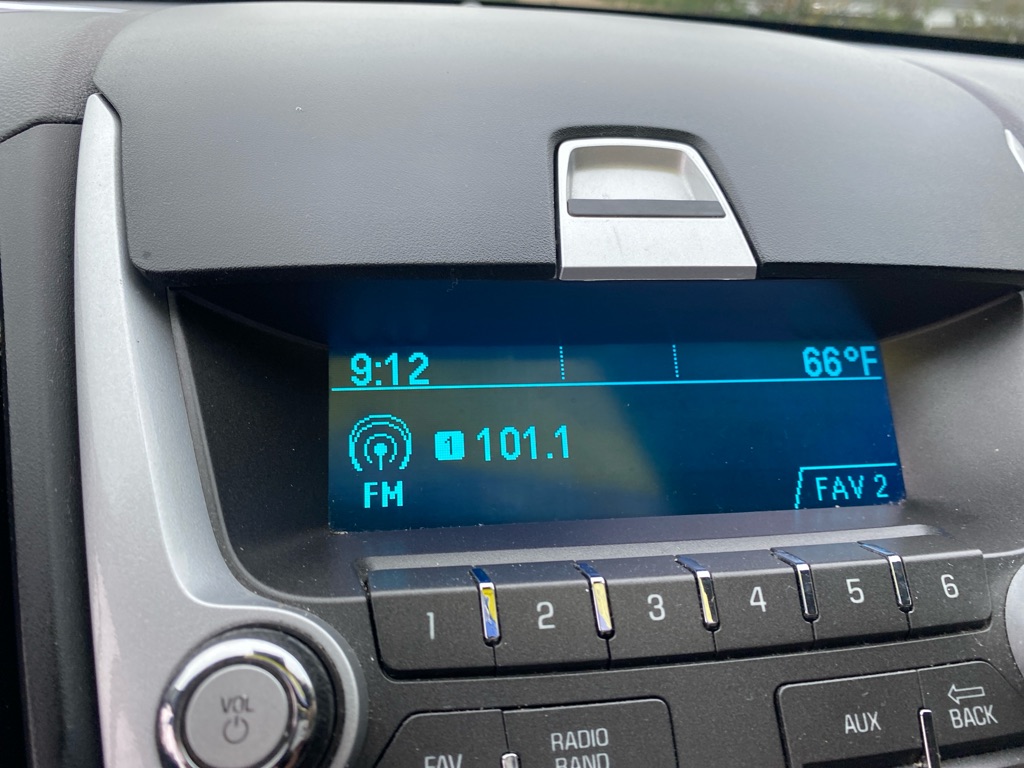 9:12 66°F
1 101.1
FM
FAV 2
1 2 3 4 5 6
VOL
FAV
RADIO
BAND
AUX
BACK